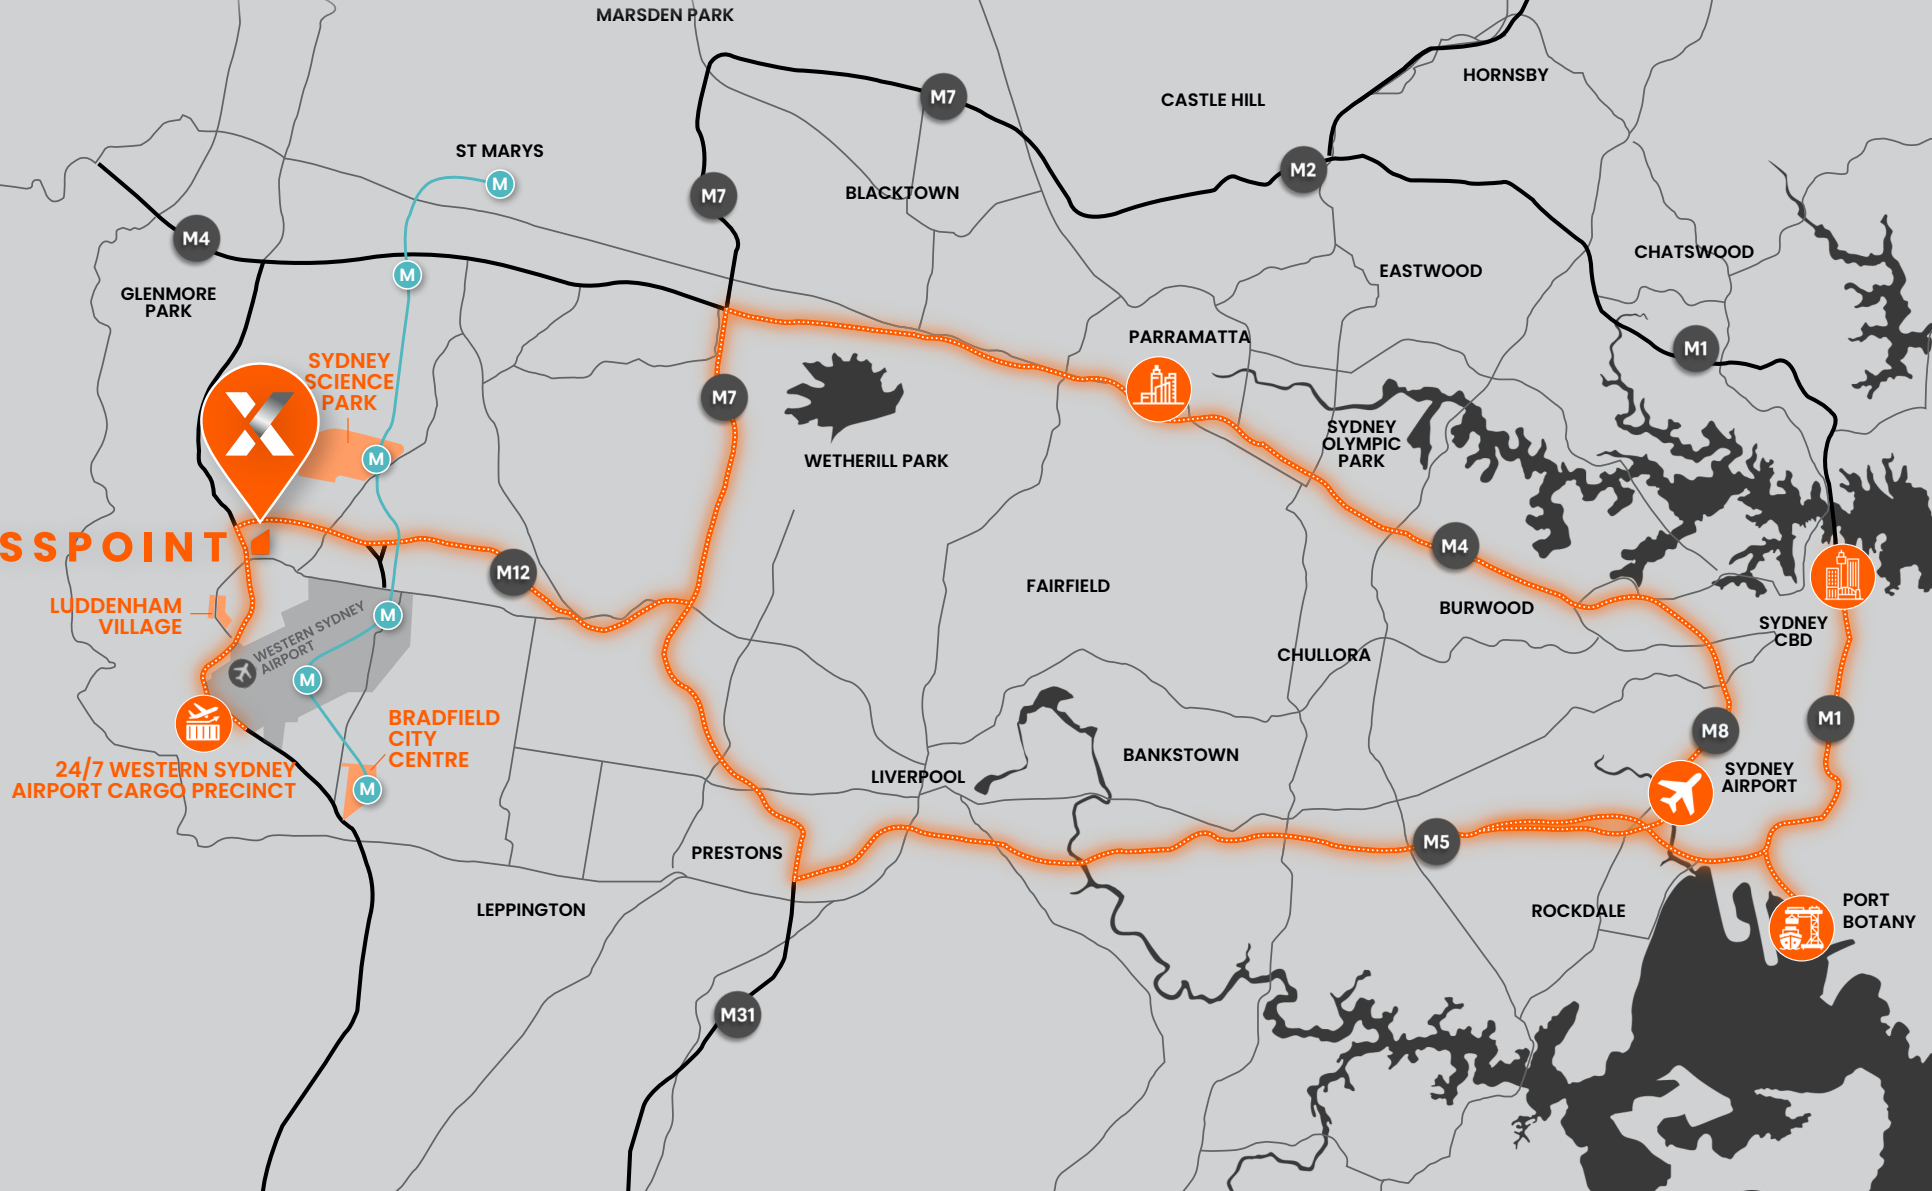 MARSDEN PARK
HORNSBY
M7
CASTLE HILL
ST MARYS
M
M2
M7
BLACKTOWN
M4
CHATSWOOD
M
EASTWOOD
GLENMORE
PARK
PARRAMATTA
M1
SYDNEY
SCIENCE
PARK
M7
X
SYDNEY
OLYMPIC
PARK
M
WETHERILL PARK
SSPOINT
M4
M12
FAIRFIELD
LUDDENHAM
VILLAGE
M
BURWOOD
WESTERN SYDNEY
AIRPORT
SYDNEY
CBD
CHULLORA
M
BRADFIELD
CITY
CENTRE
M1
M8
BANKSTOWN
24/7 WESTERN SYDNEY
AIRPORT CARGO PRECINCT
M
LIVERPOOL
SYDNEY
AIRPORT
M5
PRESTONS
LEPPINGTON
ROCKDALE
PORT
BOTANY
M31